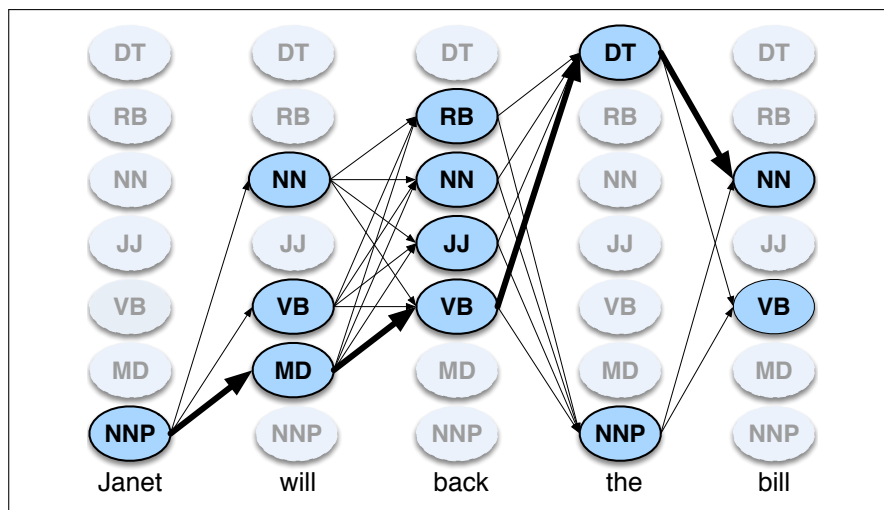 DT DT DT DT DT
RB RB RB RB RB
NN NN NN NN NN
JJ JJ JJ JJ JJ
VB VB VB VB VB
MD MD MD MD MD
NNP NNP NNP NNP NNP
Janet will back the bill